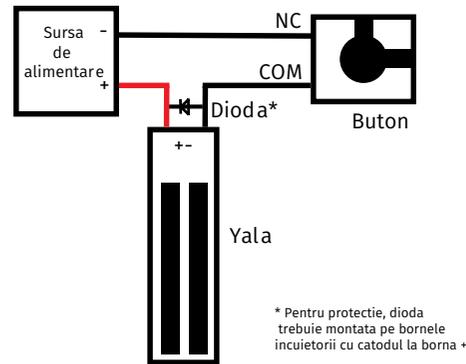 Sursa
de
alimentare
-
+
NC
COM
Buton
Dioda*
+-
Yala
* Pentru protectie, dioda
trebuie montata pe bornele
incuietorii cu catodul la borna +